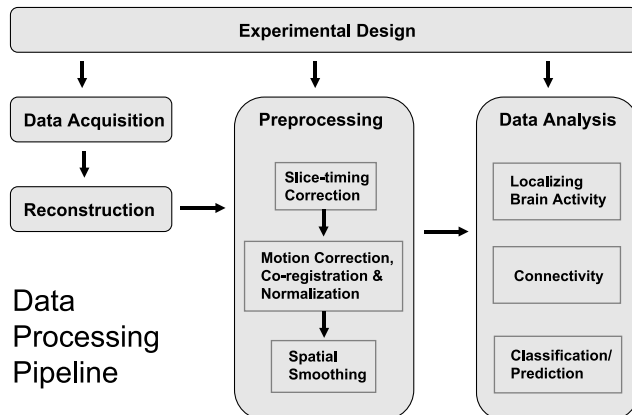 Experimental Design
Data Acquisition
Reconstruction
Data
Processing
Pipeline
Preprocessing
Slice-timing
Correction
Motion Correction,
Co-registration &
Normalization
Spatial
Smoothing
Data Analysis
Localizing
Brain Activity
Connectivity
Classification/
Prediction